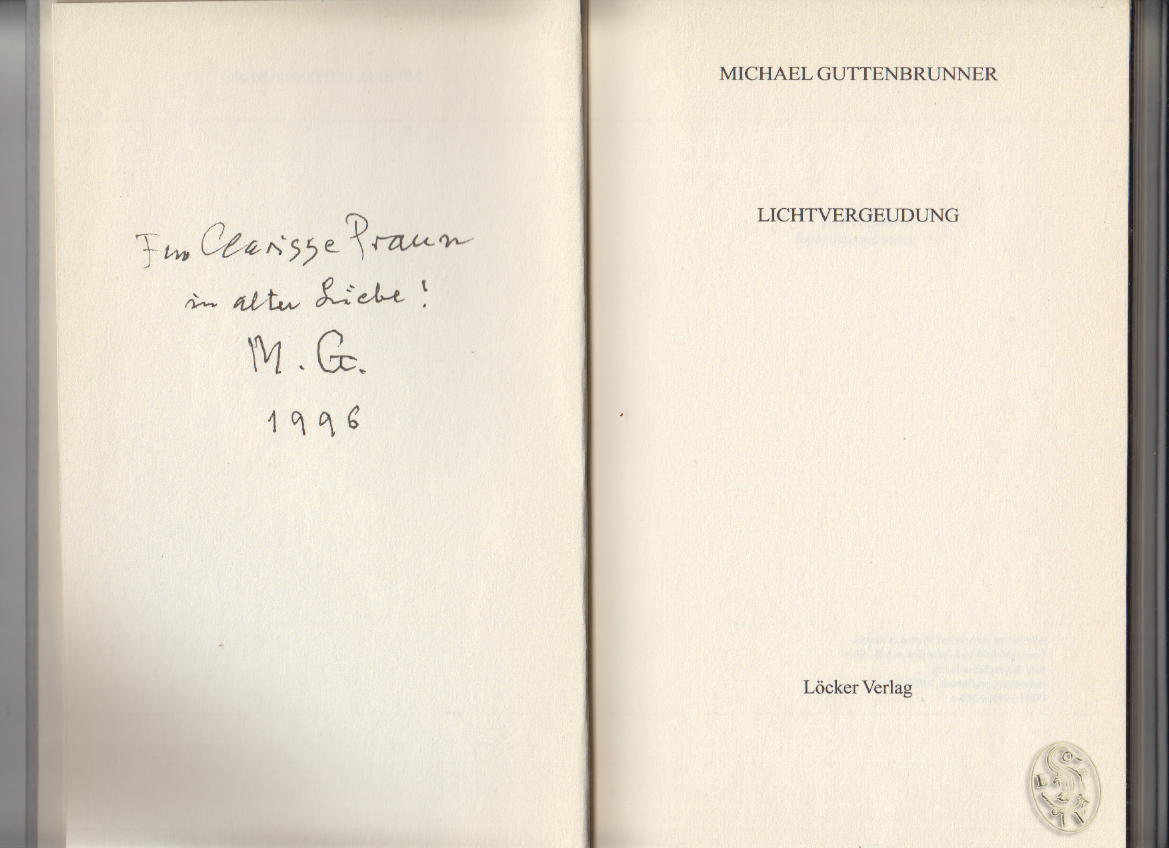 Für Clarisse Praun
in alter Liebe!
M. G.
1996
MICHAEL GUTTENBRUNNER
LICHTVERGEUDUNG
Löcker Verlag